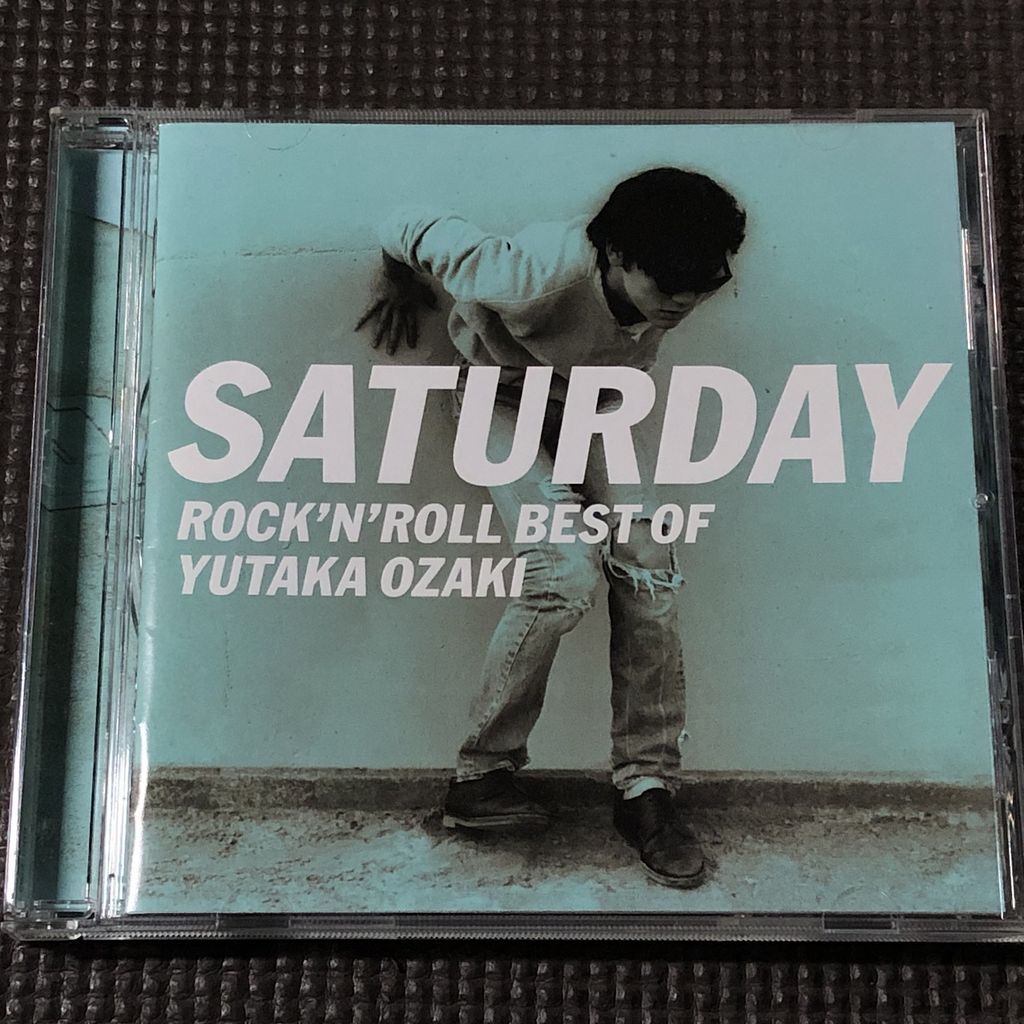 SATURDAY
ROCK'N'ROLL BEST OF
YUTAKA OZAKI